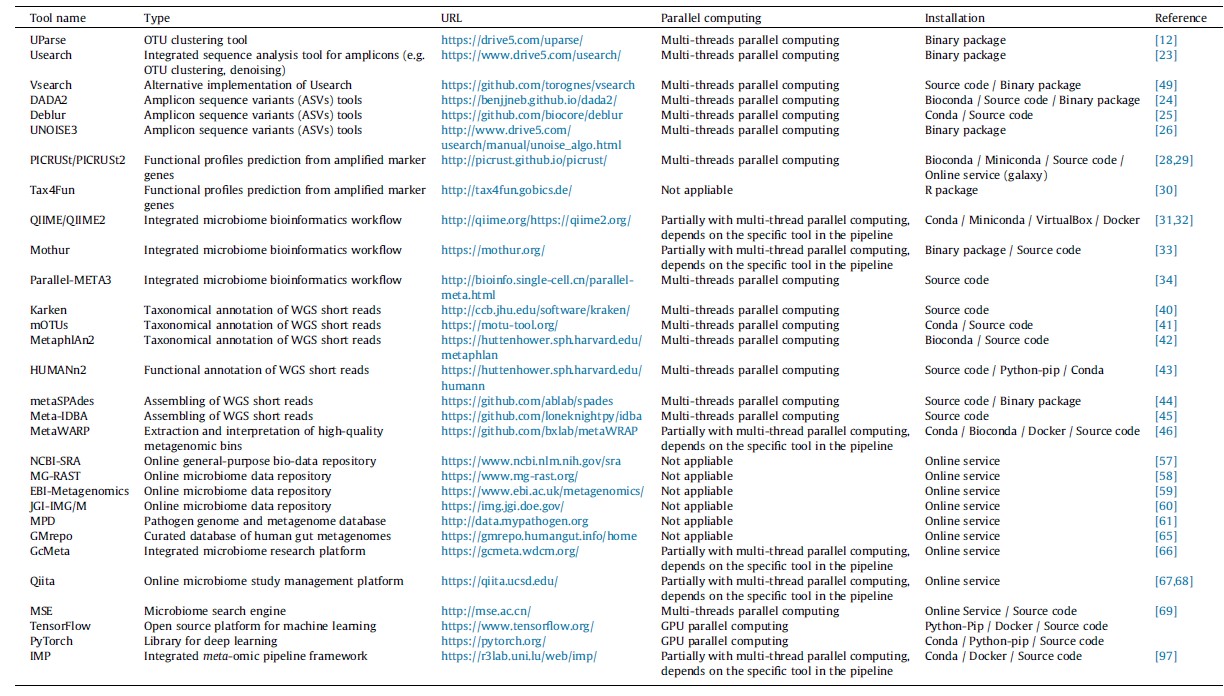 Tool name Type URL Parallel computing Installation Reference
UParse OTU clustering tool https://drive5.com/uparse/ Multi-threads parallel computing Binary package [12]
Usearch Integrated sequence analysis tool for amplicons (e.g. https://www.drive5.com/usearch/ Multi-threads parallel computing Binary package [23]
OTU clustering, denoising)
Vsearch Alternative implementation of Usearch https://github.com/torognes/vsearch Multi-threads parallel computing Source code / Binary package [49]
DADA2 Amplicon sequence variants (ASVs) tools https://benjjneb.github.io/dada2/ Multi-threads parallel computing Bioconda / Source code / Binary package [24]
Deblur Amplicon sequence variants (ASVs) tools https://github.com/biocore/deblur Multi-threads parallel computing Conda / Source code [25]
UNOISE3 Amplicon sequence variants (ASVs) tools http://www.drive5.com/ Multi-threads parallel computing Binary package [26]
usearch/manual/unoise_algo.html
PICRUSt/PICRUSt2 Functional profiles prediction from amplified marker http://picrust.github.io/picrust/ Multi-threads parallel computing Bioconda / Miniconda / Source code / [28,29]
genes Online service (galaxy)
Tax4Fun Functional profiles prediction from amplified marker http://tax4fun.gobics.de/ Not appliable R package [30]
genes
QIIME/QIIME2 Integrated microbiome bioinformatics workflow http://qiime.org/https://qiime2.org/ Partially with multi-thread parallel computing, Conda / Miniconda / VirtualBox / Docker [31,32]
depends on the specific tool in the pipeline
Mothur Integrated microbiome bioinformatics workflow https://mothur.org/ Partially with multi-thread parallel computing, Binary package / Source code [33]
depends on the specific tool in the pipeline
Parallel-META3 Integrated microbiome bioinformatics workflow http://bioinfo.single-cell.cn/parallel- Multi-threads parallel computing Source code [34]
meta.html
Karken Taxonomical annotation of WGS short reads http://ccb.jhu.edu/software/kraken/ Multi-threads parallel computing Source code [40]
mOTUs Taxonomical annotation of WGS short reads https://motu-tool.org/ Multi-threads parallel computing Conda / Source code [41]
MetaphlAn2 Taxonomical annotation of WGS short reads https://huttenhower.sph.harvard.edu/ Multi-threads parallel computing Bioconda / Source code [42]
metaphlan
HUMANn2 Functional annotation of WGS short reads https://huttenhower.sph.harvard.edu/ Multi-threads parallel computing Source code / Python-pip / Conda [43]
humann
metaSPAdes Assembling of WGS short reads https://github.com/ablab/spades Multi-threads parallel computing Source code / Binary package [44]
Meta-IDBA Assembling of WGS short reads https://github.com/loneknightpy/idba Multi-threads parallel computing Source code [45]
MetaWARP Extraction and interpretation of high-quality https://github.com/bxlab/metaWRAP Partially with multi-thread parallel computing, Conda / Bioconda / Docker / Source code [46]
metagenomic bins depends on the specific tool in the pipeline
NCBI-SRA Online general-purpose bio-data repository https://www.ncbi.nlm.nih.gov/sra Not appliable Online service [57]
MG-RAST Online microbiome data repository https://www.mg-rast.org/ Not appliable Online service [58]
EBI-Metagenomics Online microbiome data repository https://www.ebi.ac.uk/metagenomics/ Not appliable Online service [59]
JGI-IMG/M Online microbiome data repository https://img.jgi.doe.gov/ Not appliable Online service [60]
MPD Pathogen genome and metagenome database http://data.mypathogen.org Not appliable Online service [61]
GMrepo Curated database of human gut metagenomes https://gmrepo.humangut.info/home Not appliable Online service [65]
GcMeta Integrated microbiome research platform https://gcmeta.wdcm.org/ Partially with multi-thread parallel computing, Online service [66]
depends on the specific tool in the pipeline
Qiita Online microbiome study management platform https://qiita.ucsd.edu/ Partially with multi-thread parallel computing, Online service [67,68]
depends on the specific tool in the pipeline
MSE Microbiome search engine http://mse.ac.cn/ Multi-threads parallel computing Online Service / Source code [69]
TensorFlow Open source platform for machine learning https://www.tensorflow.org/ GPU parallel computing Python-Pip / Docker / Source code
PyTorch Library for deep learning https://pytorch.org/ GPU parallel computing Conda / Python-pip / Source code
IMP Integrated meta-omic pipeline framework https://r3lab.uni.lu/web/imp/ Partially with multi-thread parallel computing, Conda / Docker / Source code [97]
depends on the specific tool in the pipeline